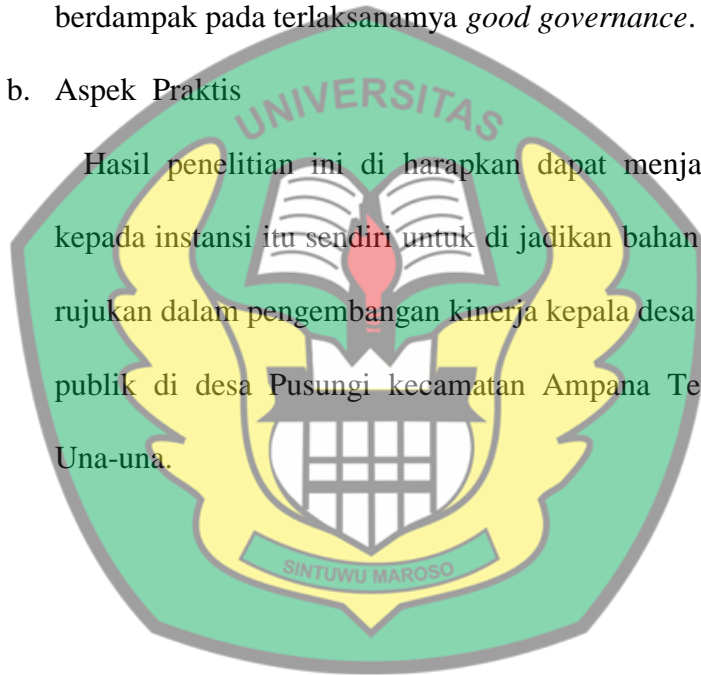 berdampak pada terlaksanamya good governance.
b. Aspek Praktis
UNIVERSITAS
Hasil penelitian ini di harapkan dapat menja
kepada instansi itu sendiri untuk di jadikan bahan
rujukan dalam pengembangan kinerja kepala desa
publik di desa Pusungi kecamatan Ampana Te
Una-una.
SINTUWU MAROSO